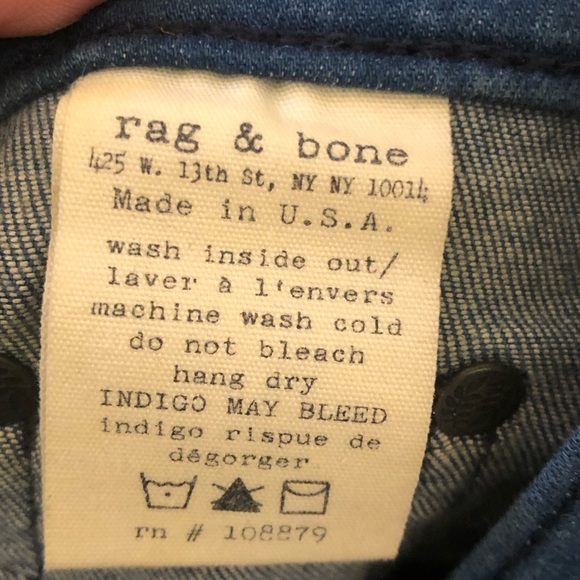 rag & bone
425 W. 13th St, NY NY 10014
Made in U.S.A.
wash inside out/
laver à l'envers
machine wash cold
do not bleach
hang dry
INDIGO MAY BLEED
indigo rispue de
dégorger
rn # 108879